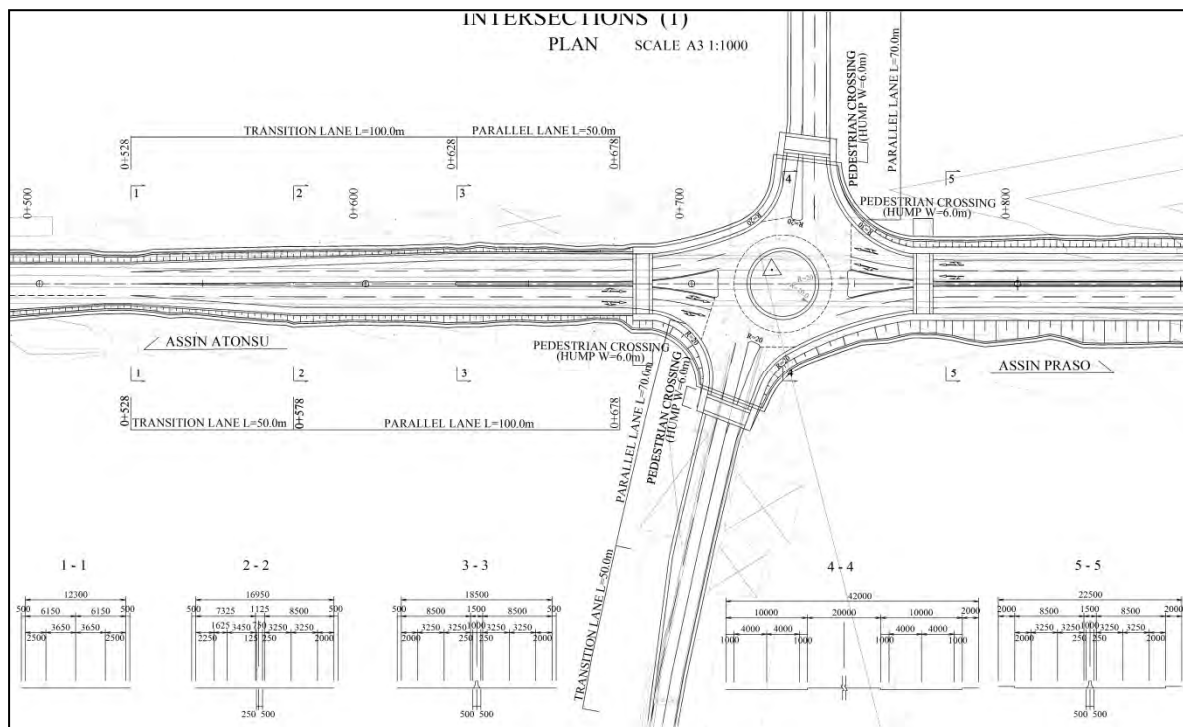 INTERSECTIONS (1)
PLAN SCALE A3 1:1000
TRANSITION LANE L=100.0m
PARALLEL LANE L=50.0m
0+500
0+528
0+600
0+628
0+678
0+700
0+800
1
2
3
4
5
PEDESTRIAN CROSSING
(HUMP W=6.0m)
PARALLEL LANE L=70.0m
PEDESTRIAN CROSSING
(HUMP W=6.0m)
R=20
R=20
R=20
ASSIN ATONSU
ASSIN PRASO
PEDESTRIAN CROSSING
(HUMP W=6.0m)
R=20
R=20
R=20
1
2
3
4
5
0+528
0+578
0+678
TRANSITION LANE L=50.0m
PARALLEL LANE L=100.0m
PARALLEL LANE L=70.0m
PEDESTRIAN CROSSING
(HUMP W=6.0m)
TRANSITION LANE L=50.0m
1 - 1
12300
500 6150 6150 500
3650 3650
2500 2500
2 - 2
16950
500 7325 1125 8500 500
1625 3450 750 3250 3250
2250 125 250 2000
250 500
3 - 3
18500
500 8500 1500 8500 500
3250 3250 1000 3250 3250
2000 250 250 2000
500 500
4 - 4
42000
10000 20000 10000 2000
4000 4000 4000 4000
1000 1000 1000 1000
5 - 5
22500
2000 8500 1500 8500 2000
3250 3250 1000 3250 3250
2000 250 250 2000
500 500